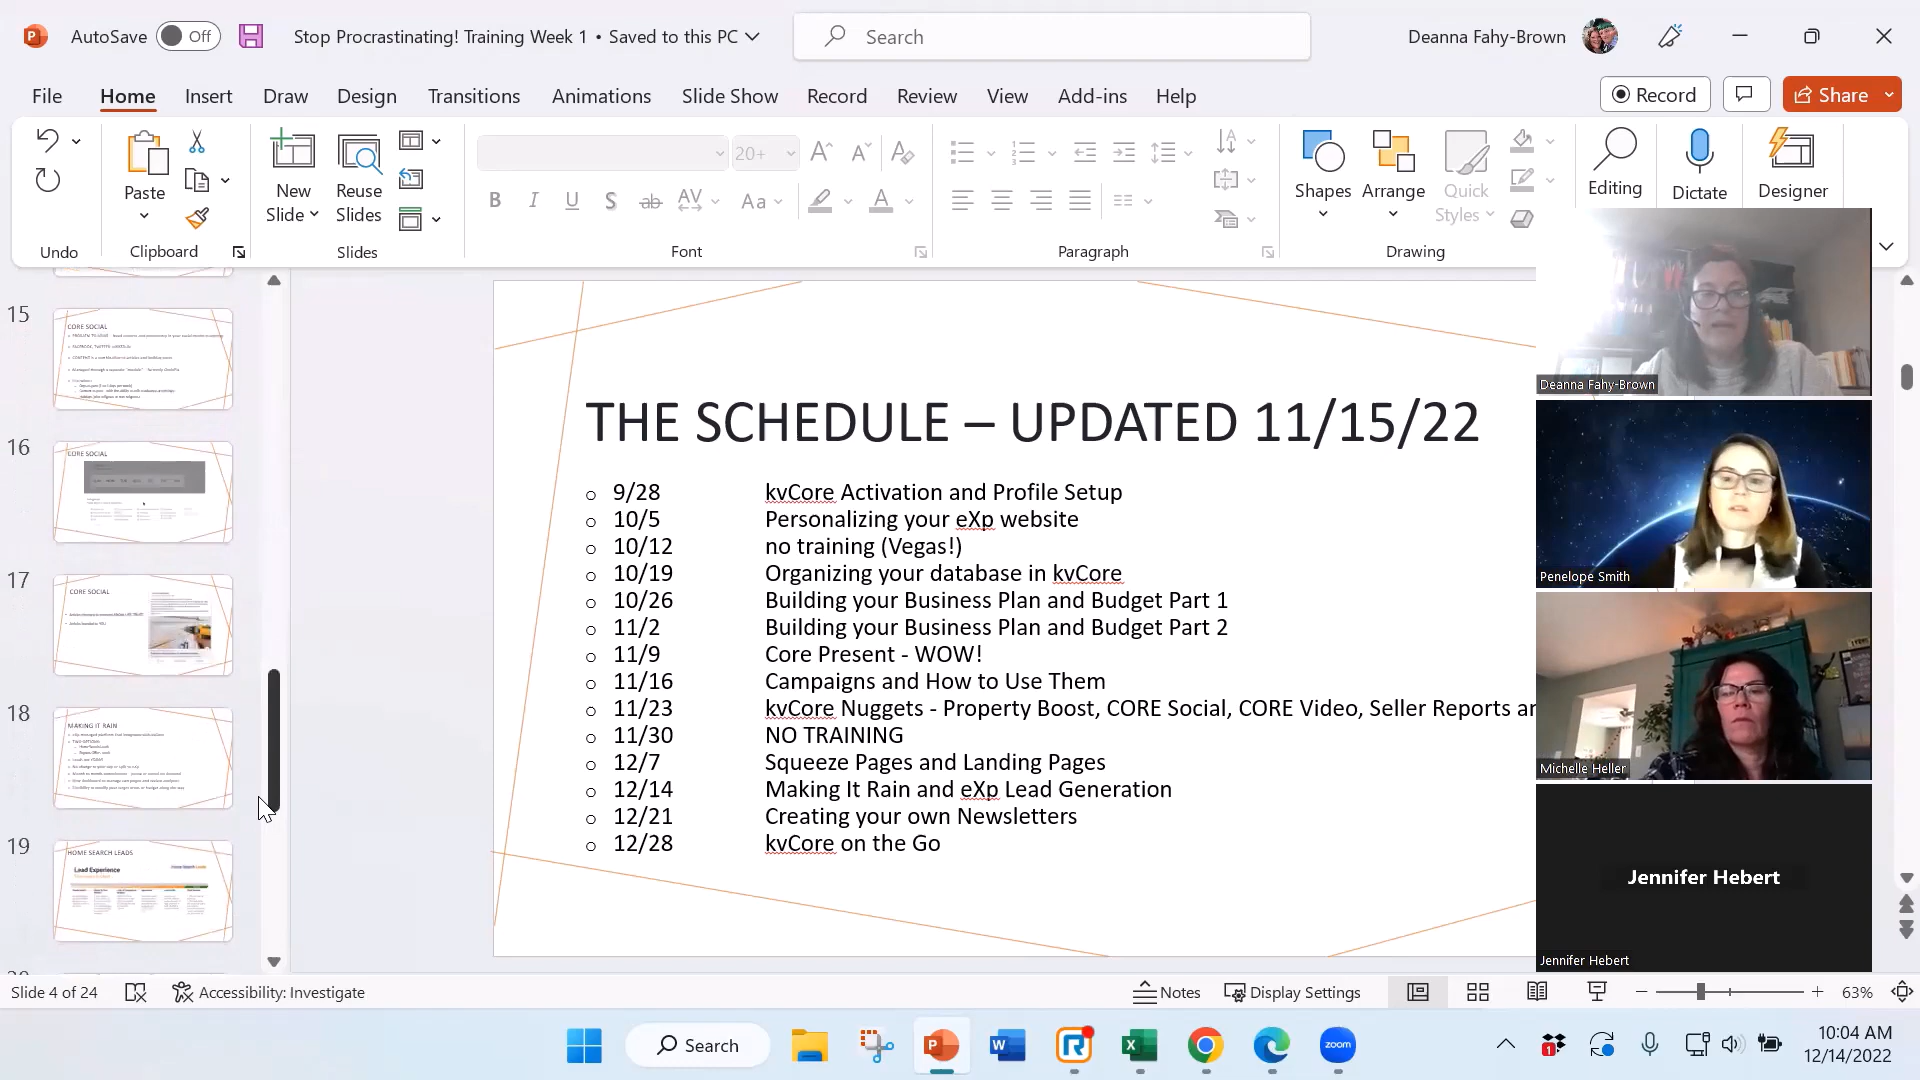 AutoSave Off Stop Procrastinating! Training Week 1 • Saved to this PC Search Deanna Fahy-Brown
File Home Insert Draw Design Transitions Animations Slide Show Record Review View Add-ins Help Record Share
Paste New Slide Reuse Slides 20+ Shapes Arrange Quick Styles Editing Dictate Designer
Undo Clipboard Slides Font Paragraph Drawing
15
CORE SOCIAL
16
CORE SOCIAL
17
CORE SOCIAL
18
MAKING IT RAIN
19
HOME SEARCH LEADS
Lead Experience
THE SCHEDULE – UPDATED 11/15/22
9/28 kvCore Activation and Profile Setup
10/5 Personalizing your eXp website
10/12 no training (Vegas!)
10/19 Organizing your database in kvCore
10/26 Building your Business Plan and Budget Part 1
11/2 Building your Business Plan and Budget Part 2
11/9 Core Present - WOW!
11/16 Campaigns and How to Use Them
11/23 kvCore Nuggets - Property Boost, CORE Social, CORE Video, Seller Reports
11/30 NO TRAINING
12/7 Squeeze Pages and Landing Pages
12/14 Making It Rain and eXp Lead Generation
12/21 Creating your own Newsletters
12/28 kvCore on the Go
Deanna Fahy-Brown
Penelope Smith
Michelle Heller
Jennifer Hebert
Jennifer Hebert
Slide 4 of 24 Accessibility: Investigate Notes Display Settings 63%
Search zoom 10:04 AM
12/14/2022